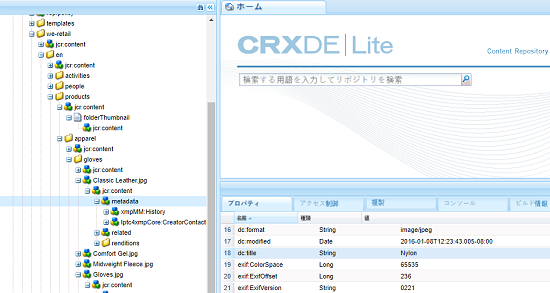 templates
we-retail
jcr:content
en
jcr:content
activities
people
products
jcr:content
folderThumbnail
jcr:content
apparel
gloves
jcr:content
Classic Leather.jpg
jcr:content
metadata
xmpMM:History
Iptc4xmpCore:CreatorContact
related
renditions
Comfort Gel.jpg
Midweight Fleece.jpg
Gloves.jpg
jcr:content
ホーム
CRXDE | Lite
Content Repository
検索する用語を入力してリポジトリを検索
プロパティ アクセス制御 複製 コンソール ビルド情報
名前 種類 値
16 dc:format String image/jpeg
17 dc:modified Date 2016-01-08T12:23:43.005-08:00
18 dc:title String Nylon
19 exif:ColorSpace Long 65535
20 exif:ExifOffset Long 236
21 exif:ExifVersion String 0221